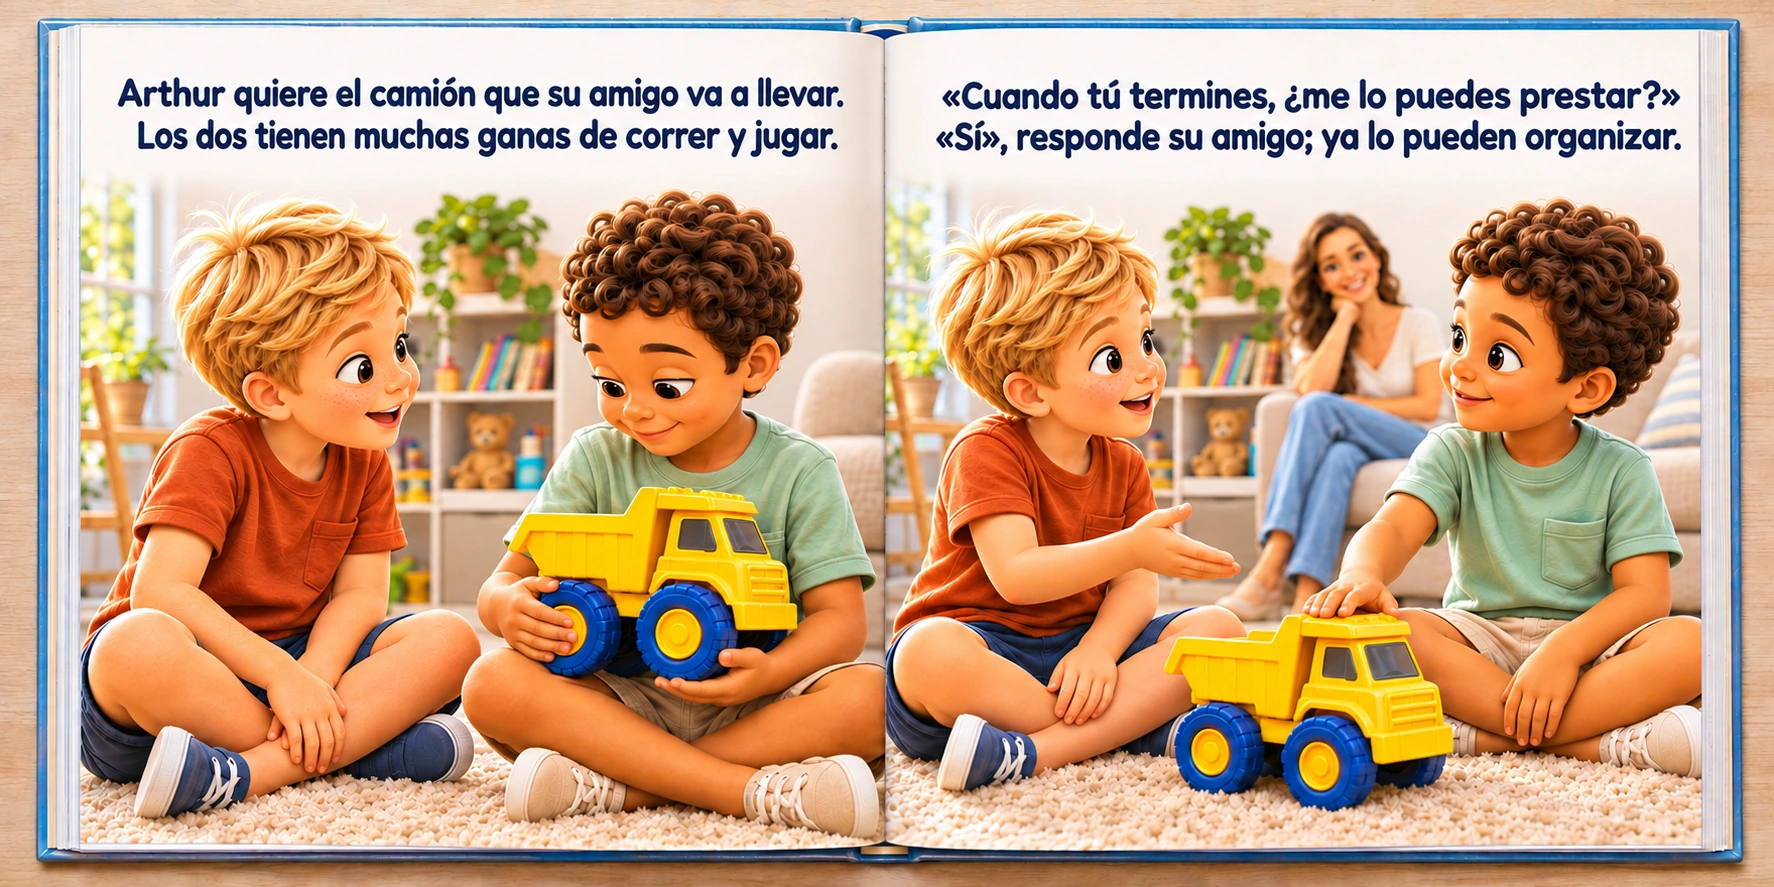 Arthur quiere el camión que su amigo va a llevar.
Los dos tienen muchas ganas de correr y jugar.
«Cuando tú termines, ¿me lo puedes prestar?»
«Sí», responde su amigo; ya lo pueden organizar.